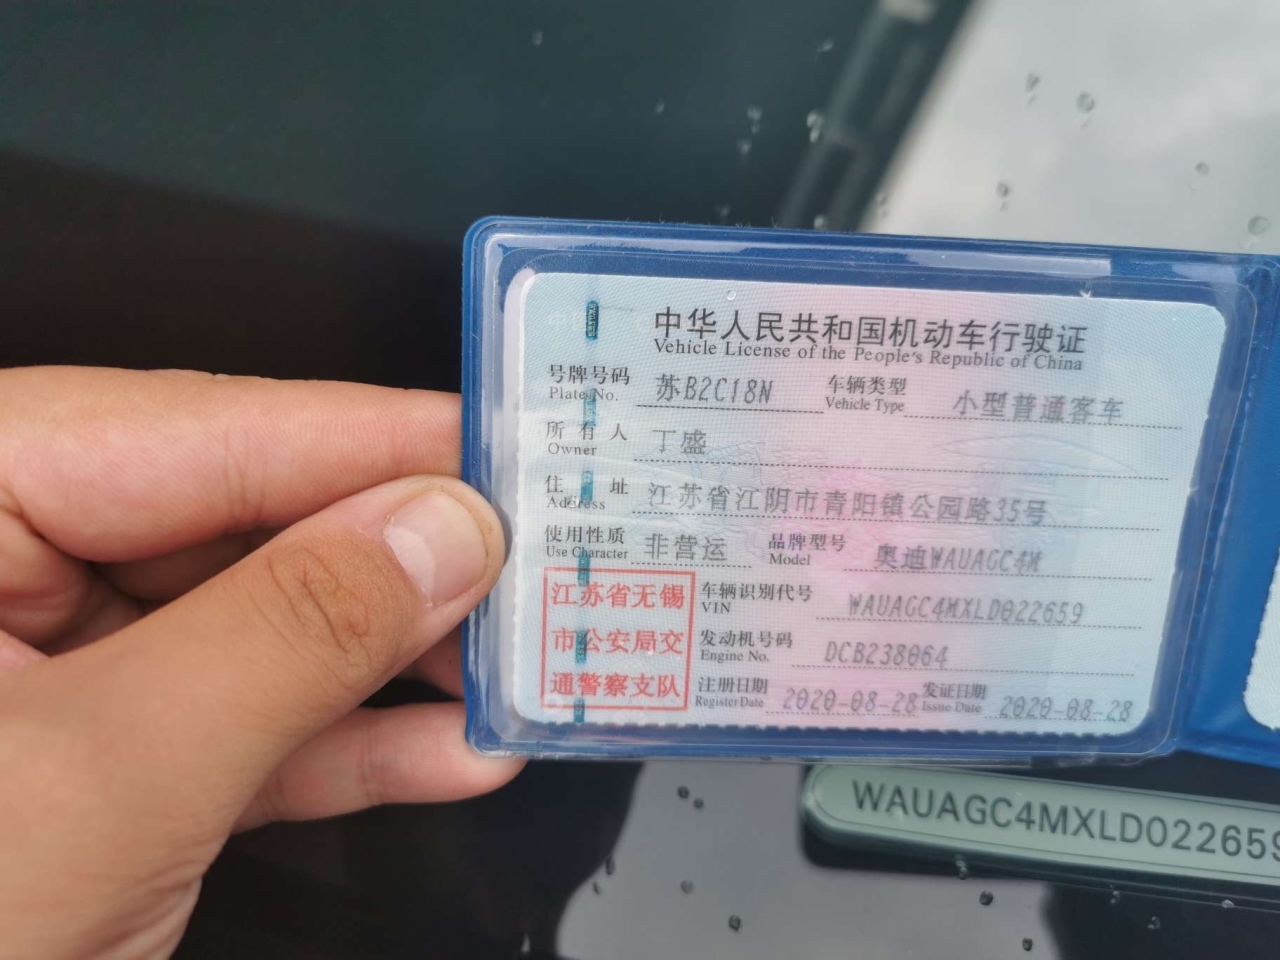 中华人民共和国机动车行驶证
Vehicle License of the People's Republic of China
号牌号码 苏B2C18N 车辆类型 小型普通客车
Plate No. Vehicle Type
所有人 丁盛
Owner
住址 江苏省江阴市青阳镇公园路35号
Address
使用性质 非营运 品牌型号 奥迪WAUAGC4M
Use Character Model
江苏省无锡
市公安局交
通警察支队
车辆识别代号 WAUAGC4MXLD022659
VIN
发动机号码 DCB238064
Engine No.
注册日期 2020-08-28 发证日期 2020-08-28
Register Date Issue Date
WAUAGC4MXLD022659